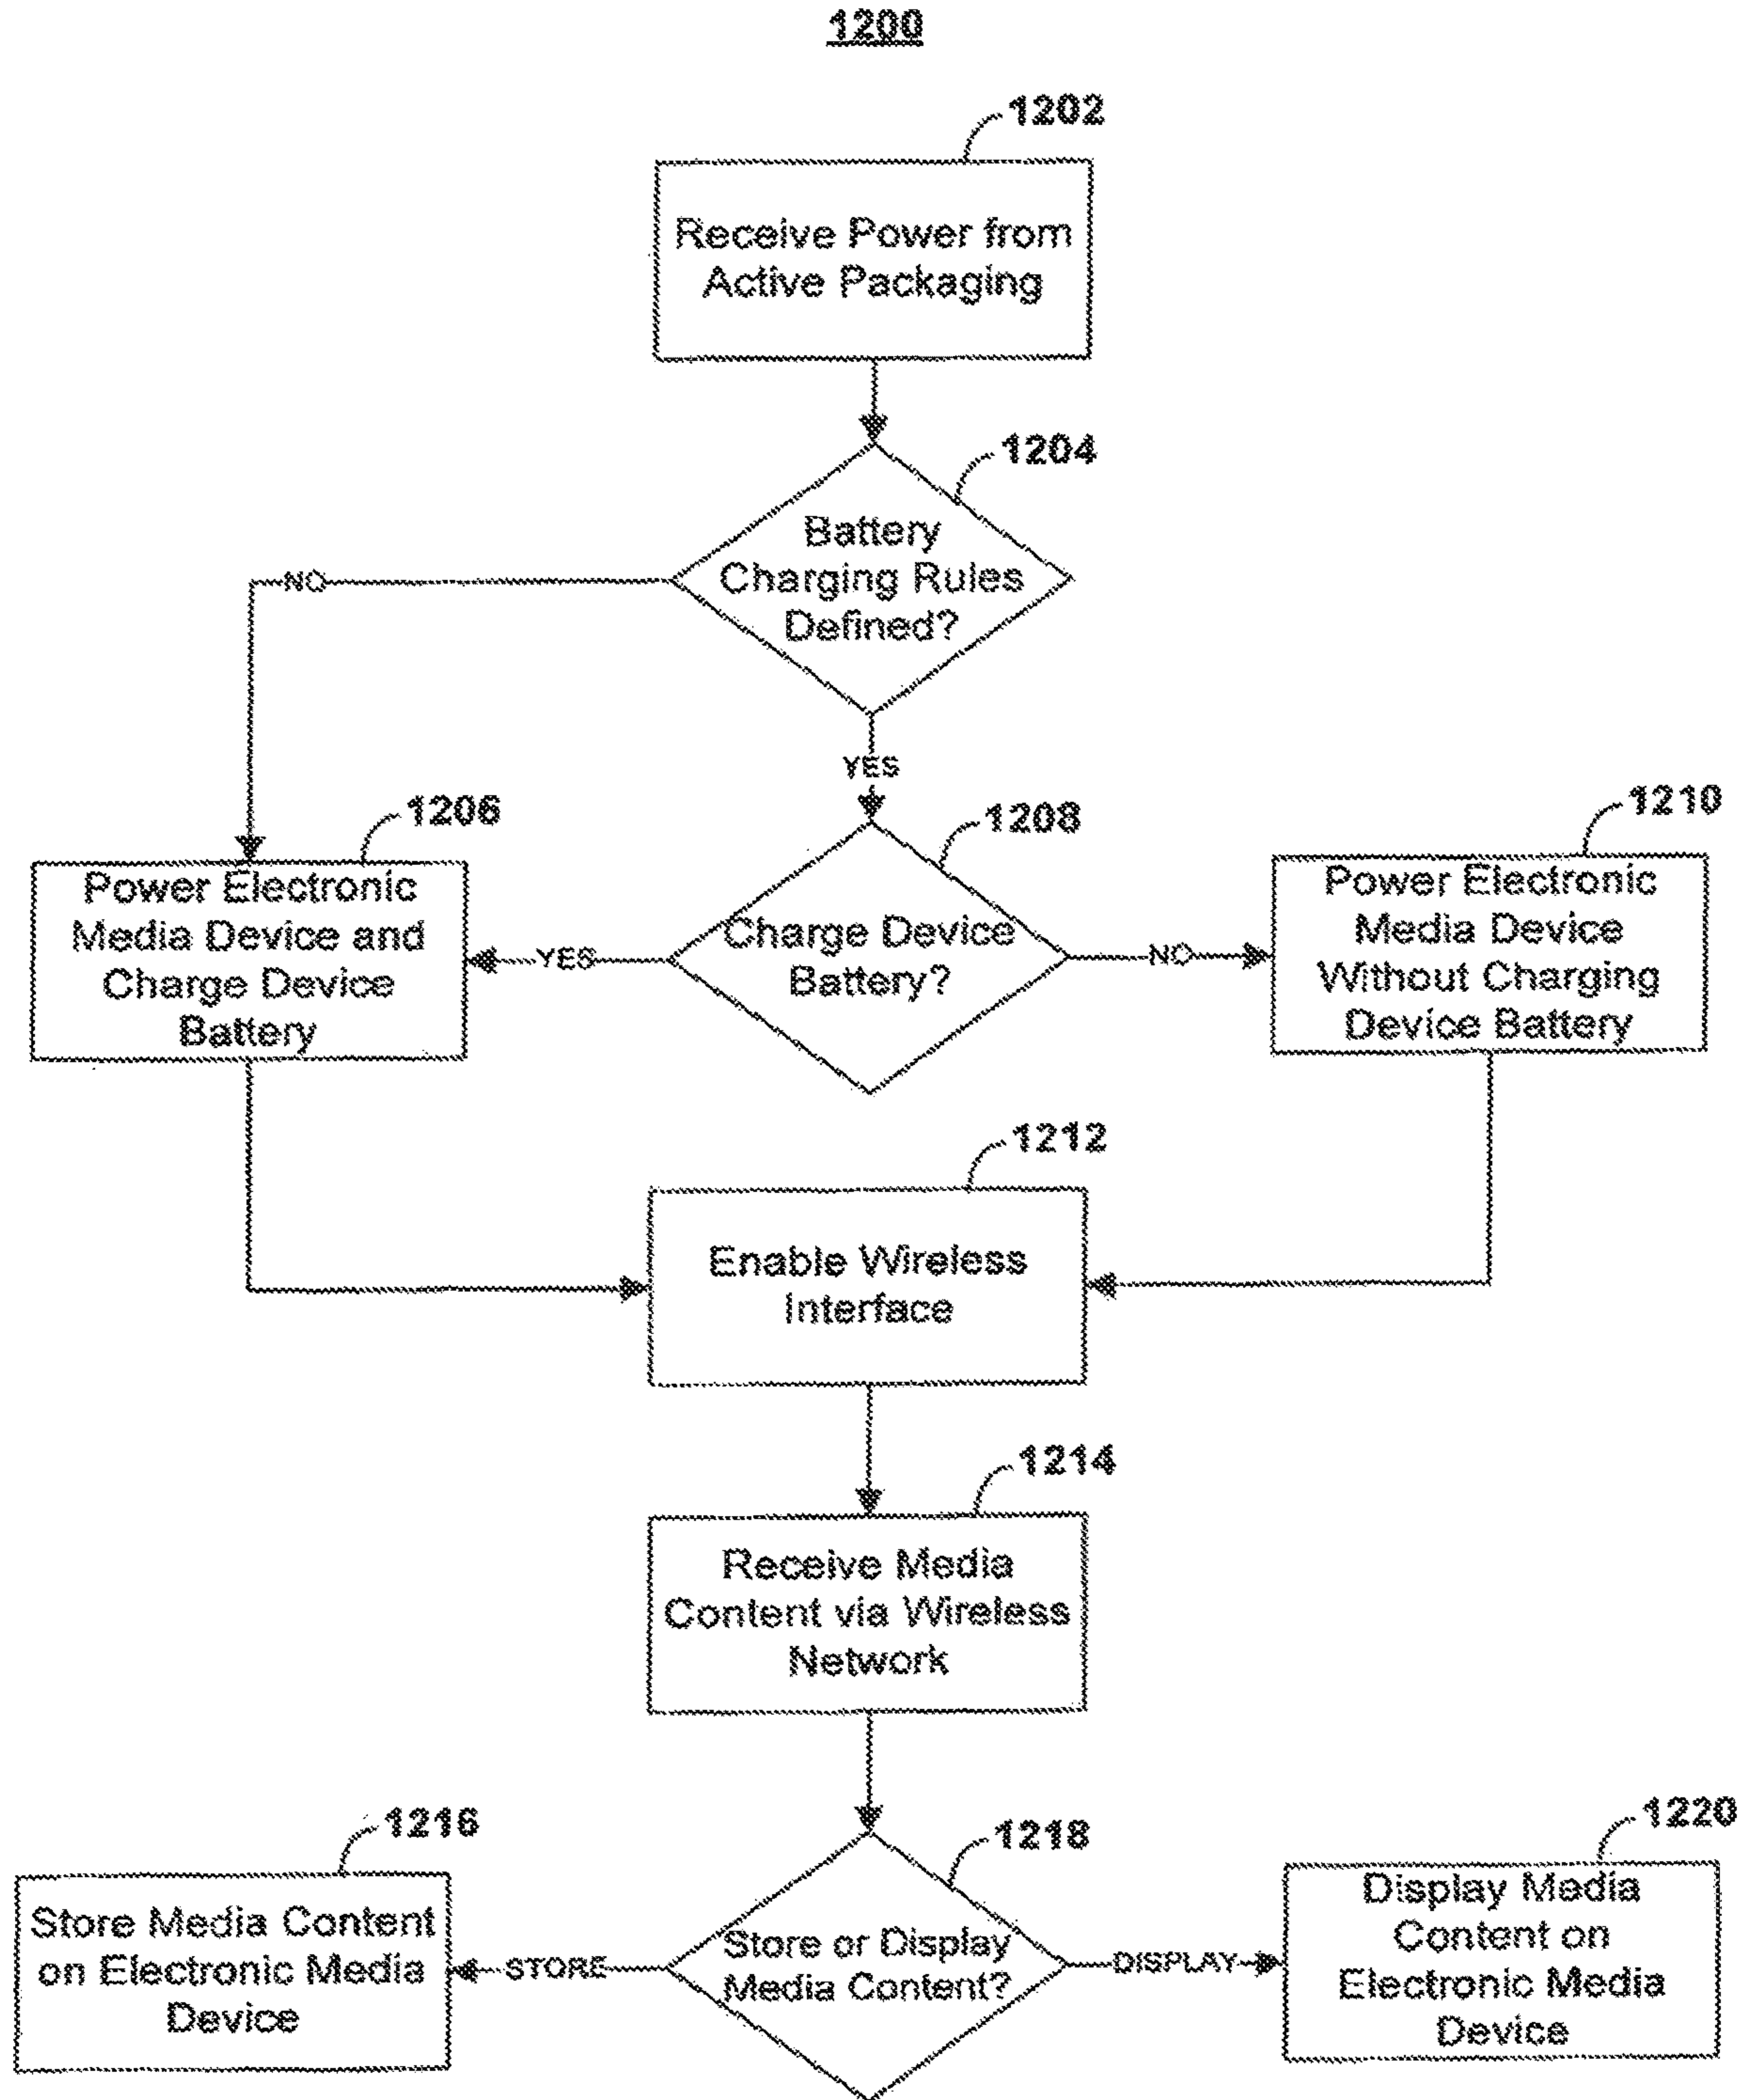 1200
1202
Receive Power from
Active Packaging
1204
Battery
Charging Rules
Defined?
NO
YES
1206
Power Electronic
Media Device and
Charge Device
Battery
1208
Charge Device
Battery?
YES
NO
1210
Power Electronic
Media Device
Without Charging
Device Battery
1212
Enable Wireless
Interface
1214
Receive Media
Content via Wireless
Network
1216
Store Media Content
on Electronic Media
Device
1218
Store or Display
Media Content?
STORE
DISPLAY
1220
Display Media
Content on
Electronic Media
Device